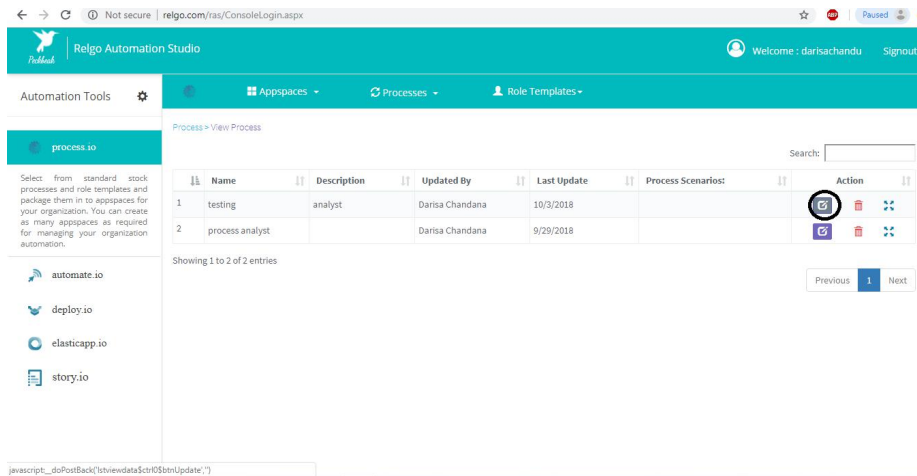 Not secure | relgo.com/ras/ConsoleLogin.aspx
ABP
Paused
Peckbeak
Relgo Automation Studio
Welcome : darisachandu
Signout
Automation Tools
Appspaces
Processes
Role Templates
Process > View Process
process.io
Search:
Select from standard stock
processes and role templates and
package them in to appspaces for
your organization. You can create
as many appspaces as required
for managing your organization
automation.
Name Description Updated By Last Update Process Scenarios: Action
1 testing analyst Darisa Chandana 10/3/2018
2 process analyst Darisa Chandana 9/29/2018
Showing 1 to 2 of 2 entries
Previous 1 Next
automate.io
deploy.io
elasticapp.io
story.io
javascript:__doPostBack('lstviewdata$ctrl0$btnUpdate','')